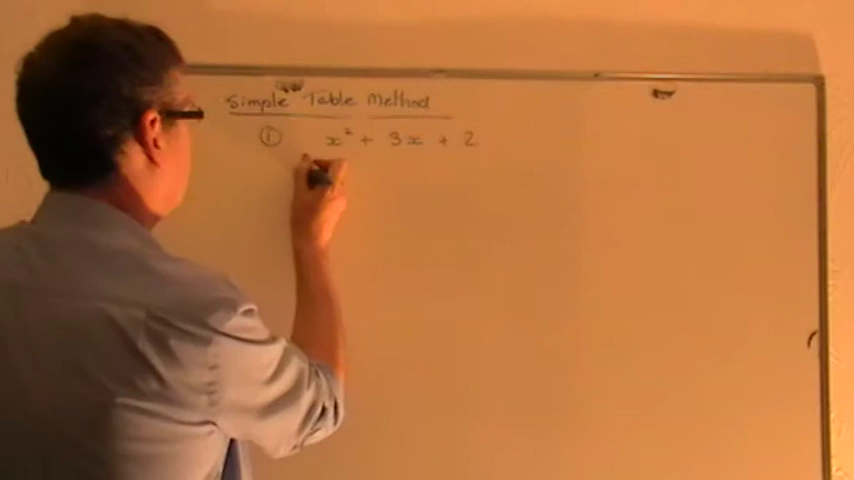 Simple Table Method
① x² + 3x + 2